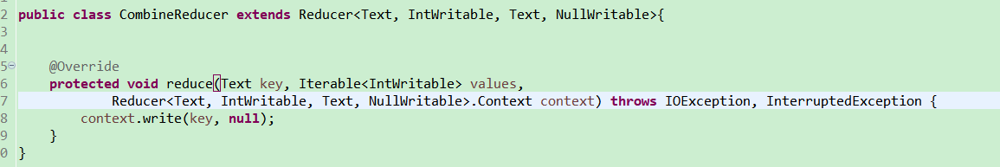 2 public class CombineReducer extends Reducer<Text, IntWritable, Text, NullWritable>{
3
4
5 @Override
6 protected void reduce(Text key, Iterable<IntWritable> values,
7 Reducer<Text, IntWritable, Text, NullWritable>.Context context) throws IOException, InterruptedException {
8 context.write(key, null);
9 }
0 }